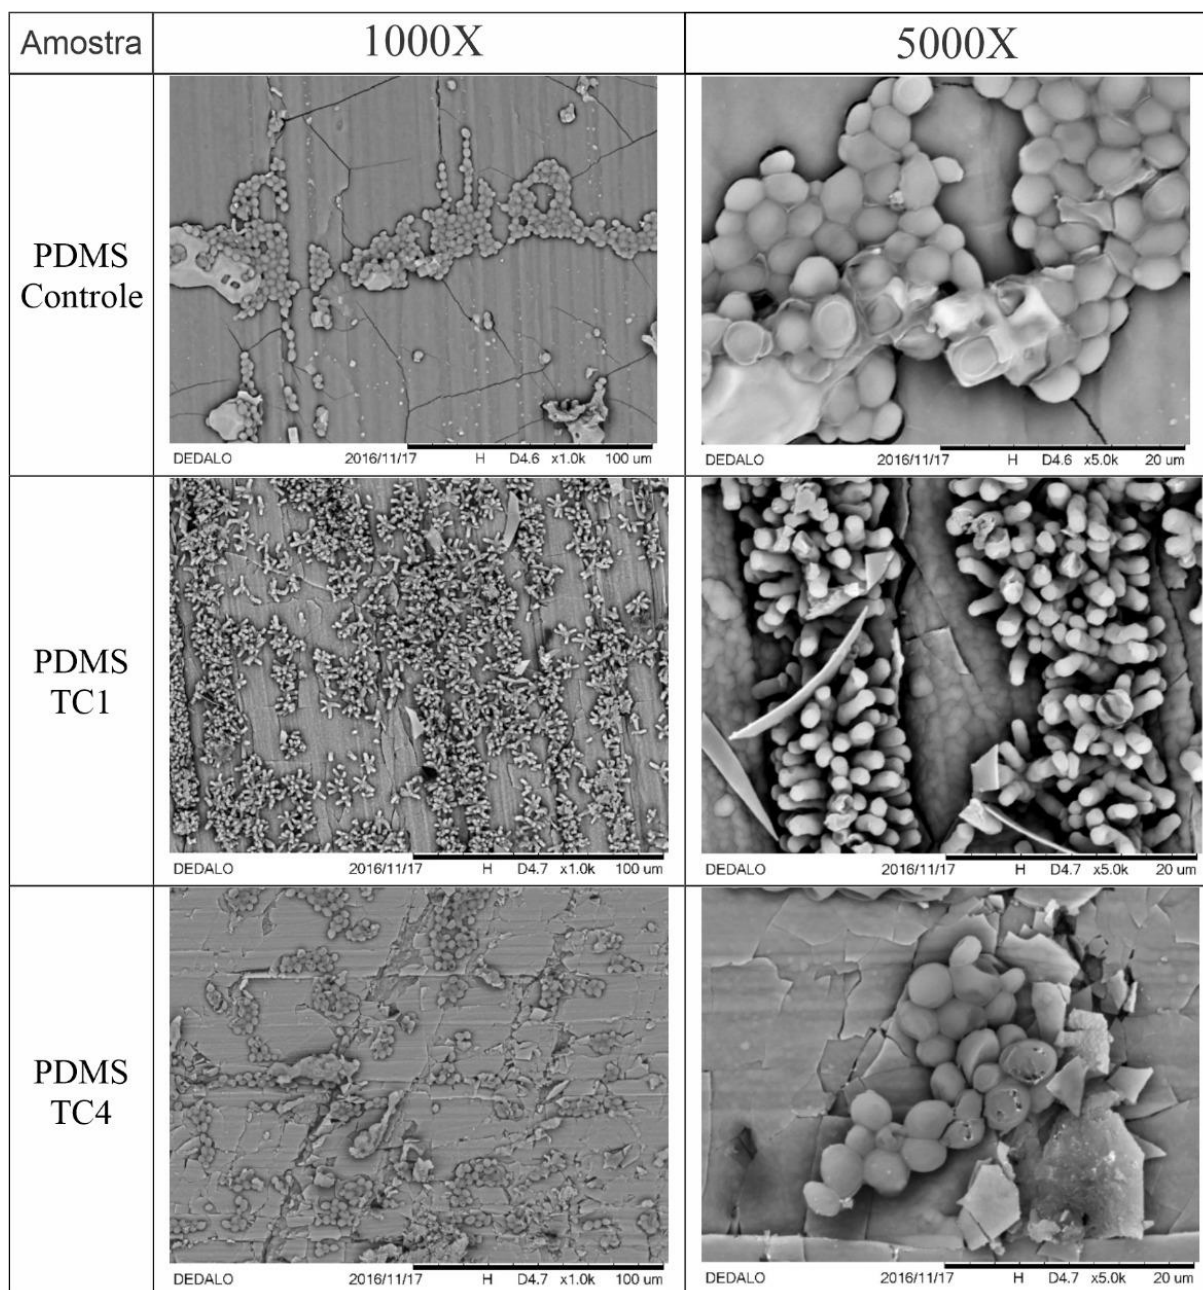 Amostra 1000X 5000X
PDMS
Controle
DEDALO 2016/11/17 H D4.6 x1.0k 100 um
DEDALO 2016/11/17 H D4.6 x5.0k 20 um
PDMS
TC1
DEDALO 2016/11/17 H D4.7 x1.0k 100 um
DEDALO 2016/11/17 H D4.7 x5.0k 20 um
PDMS
TC4
DEDALO 2016/11/17 H D4.7 x1.0k 100 um
DEDALO 2016/11/17 H D4.7 x5.0k 20 um